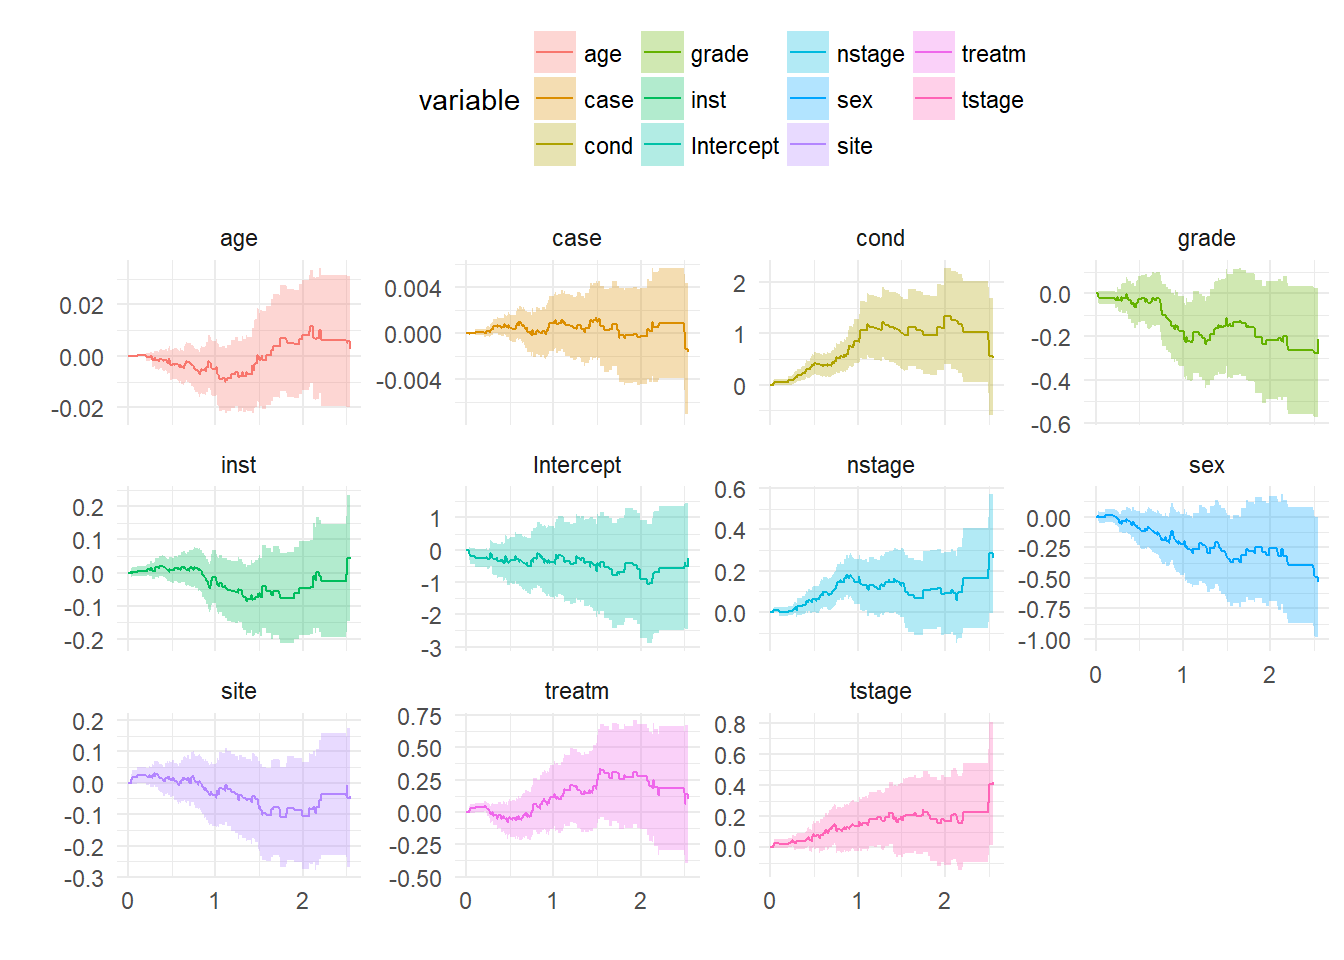 variable
age grade nstage treatm
case inst sex tstage
cond Intercept site
age case cond grade
0.02 0.004 2 0.0
0.00 0.000 1 -0.2
-0.02 -0.004 0 -0.4
-0.6
inst Intercept nstage sex
0.2 1 0.6 0.00
0.1 0 0.4 -0.25
0.0 -1 0.2 -0.50
-0.1 -2 0.0 -0.75
-0.2 -3 -1.00
0 1 2
site treatm tstage
0.2 0.75 0.8
0.1 0.50 0.6
0.0 0.25 0.4
-0.1 0.00 0.2
-0.2 -0.25 0.0
-0.3 -0.50
0 1 2 0 1 2 0 1 2